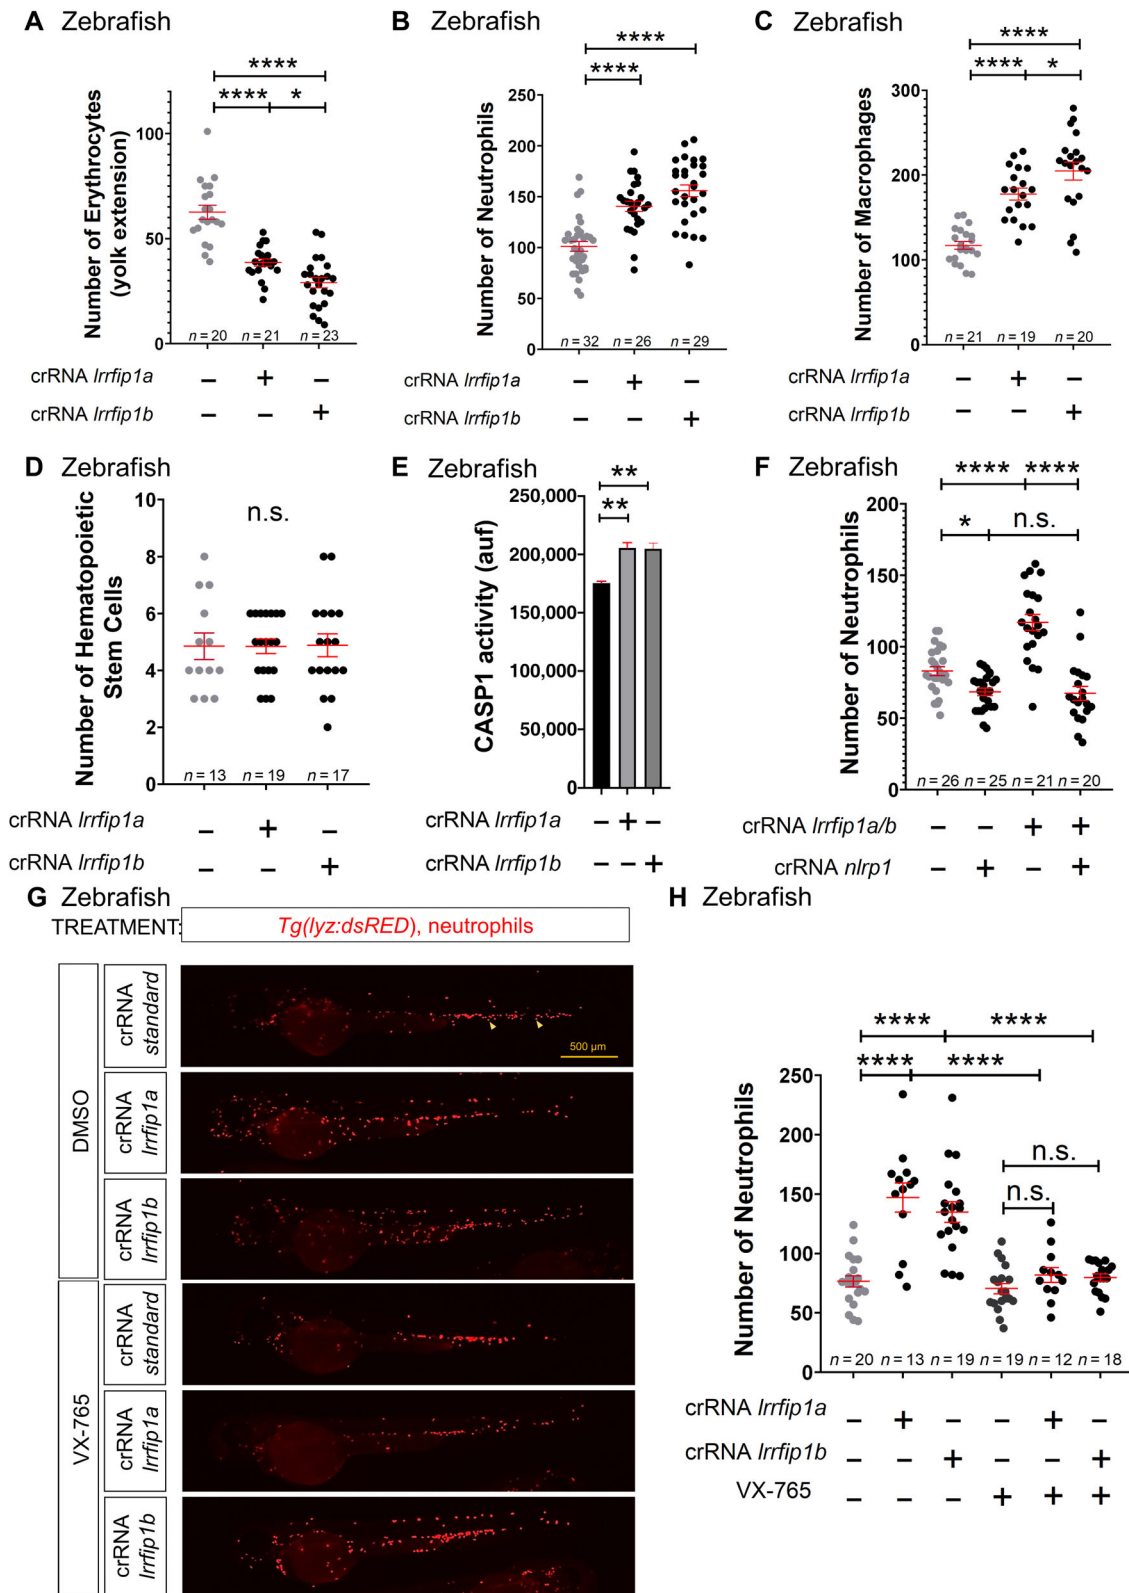 A Zebrafish
****
**** *
Number of Erythrocytes
(yolk extension)
100
50
0
n = 20 n = 21 n = 23
crRNA lrrfip1a − + −
crRNA lrrfip1b − − +
B Zebrafish
****
****
Number of Neutrophils
250
200
150
100
50
0
n = 32 n = 26 n = 29
crRNA lrrfip1a − + −
crRNA lrrfip1b − − +
C Zebrafish
****
**** *
Number of Macrophages
300
200
100
0
n = 21 n = 19 n = 20
crRNA lrrfip1a − + −
crRNA lrrfip1b − − +
D Zebrafish
n.s.
Number of Hematopoietic
Stem Cells
10
8
6
4
2
0
n = 13 n = 19 n = 17
crRNA lrrfip1a − + −
crRNA lrrfip1b − − +
E Zebrafish
**
**
CASP1 activity (auf)
250,000
200,000
150,000
100,000
50,000
0
crRNA lrrfip1a − + −
crRNA lrrfip1b − − +
F Zebrafish
**** ****
* n.s.
Number of Neutrophils
200
150
100
50
0
n = 26 n = 25 n = 21 n = 20
crRNA lrrfip1a/b − − + +
crRNA nlrp1 − + − +
G Zebrafish
TREATMENT:
Tg(lyz:dsRED), neutrophils
DMSO
crRNA
standard
500 µm
crRNA
lrrfip1a
crRNA
lrrfip1b
VX-765
crRNA
standard
crRNA
lrrfip1a
crRNA
lrrfip1b
H Zebrafish
**** ****
**** ****
n.s.
n.s.
Number of Neutrophils
250
200
150
100
50
0
n = 20 n = 13 n = 19 n = 19 n = 12 n = 18
crRNA lrrfip1a − + − − + −
crRNA lrrfip1b − − + − − +
VX-765 − − − + + +